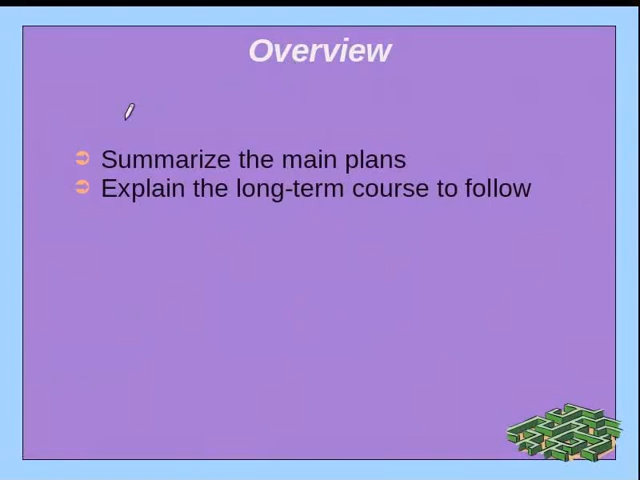 Overview
Summarize the main plans
Explain the long-term course to follow